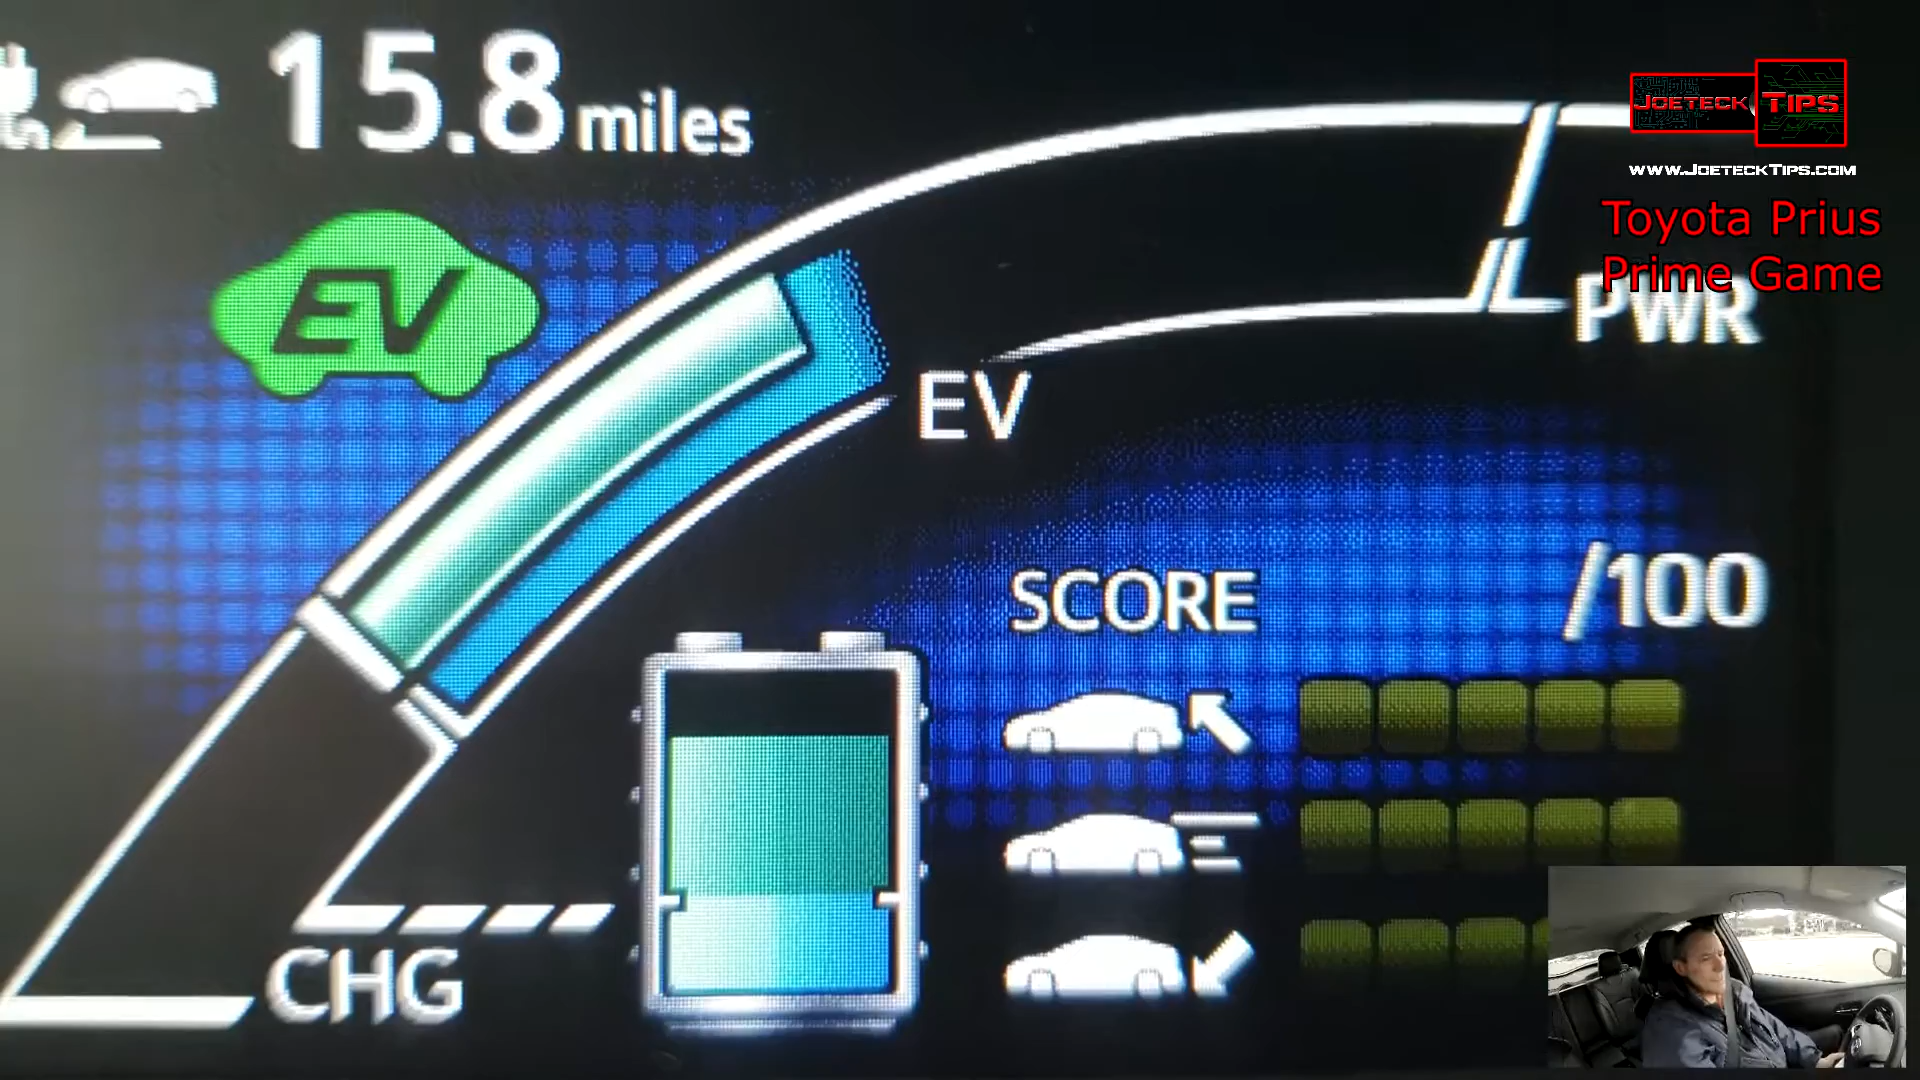 15.8 miles
EV
JOETECK TIPS
WWW.JOETECKTIPS.COM
Toyota Prius
Prime Game
PWR
EV
SCORE /100
CHG